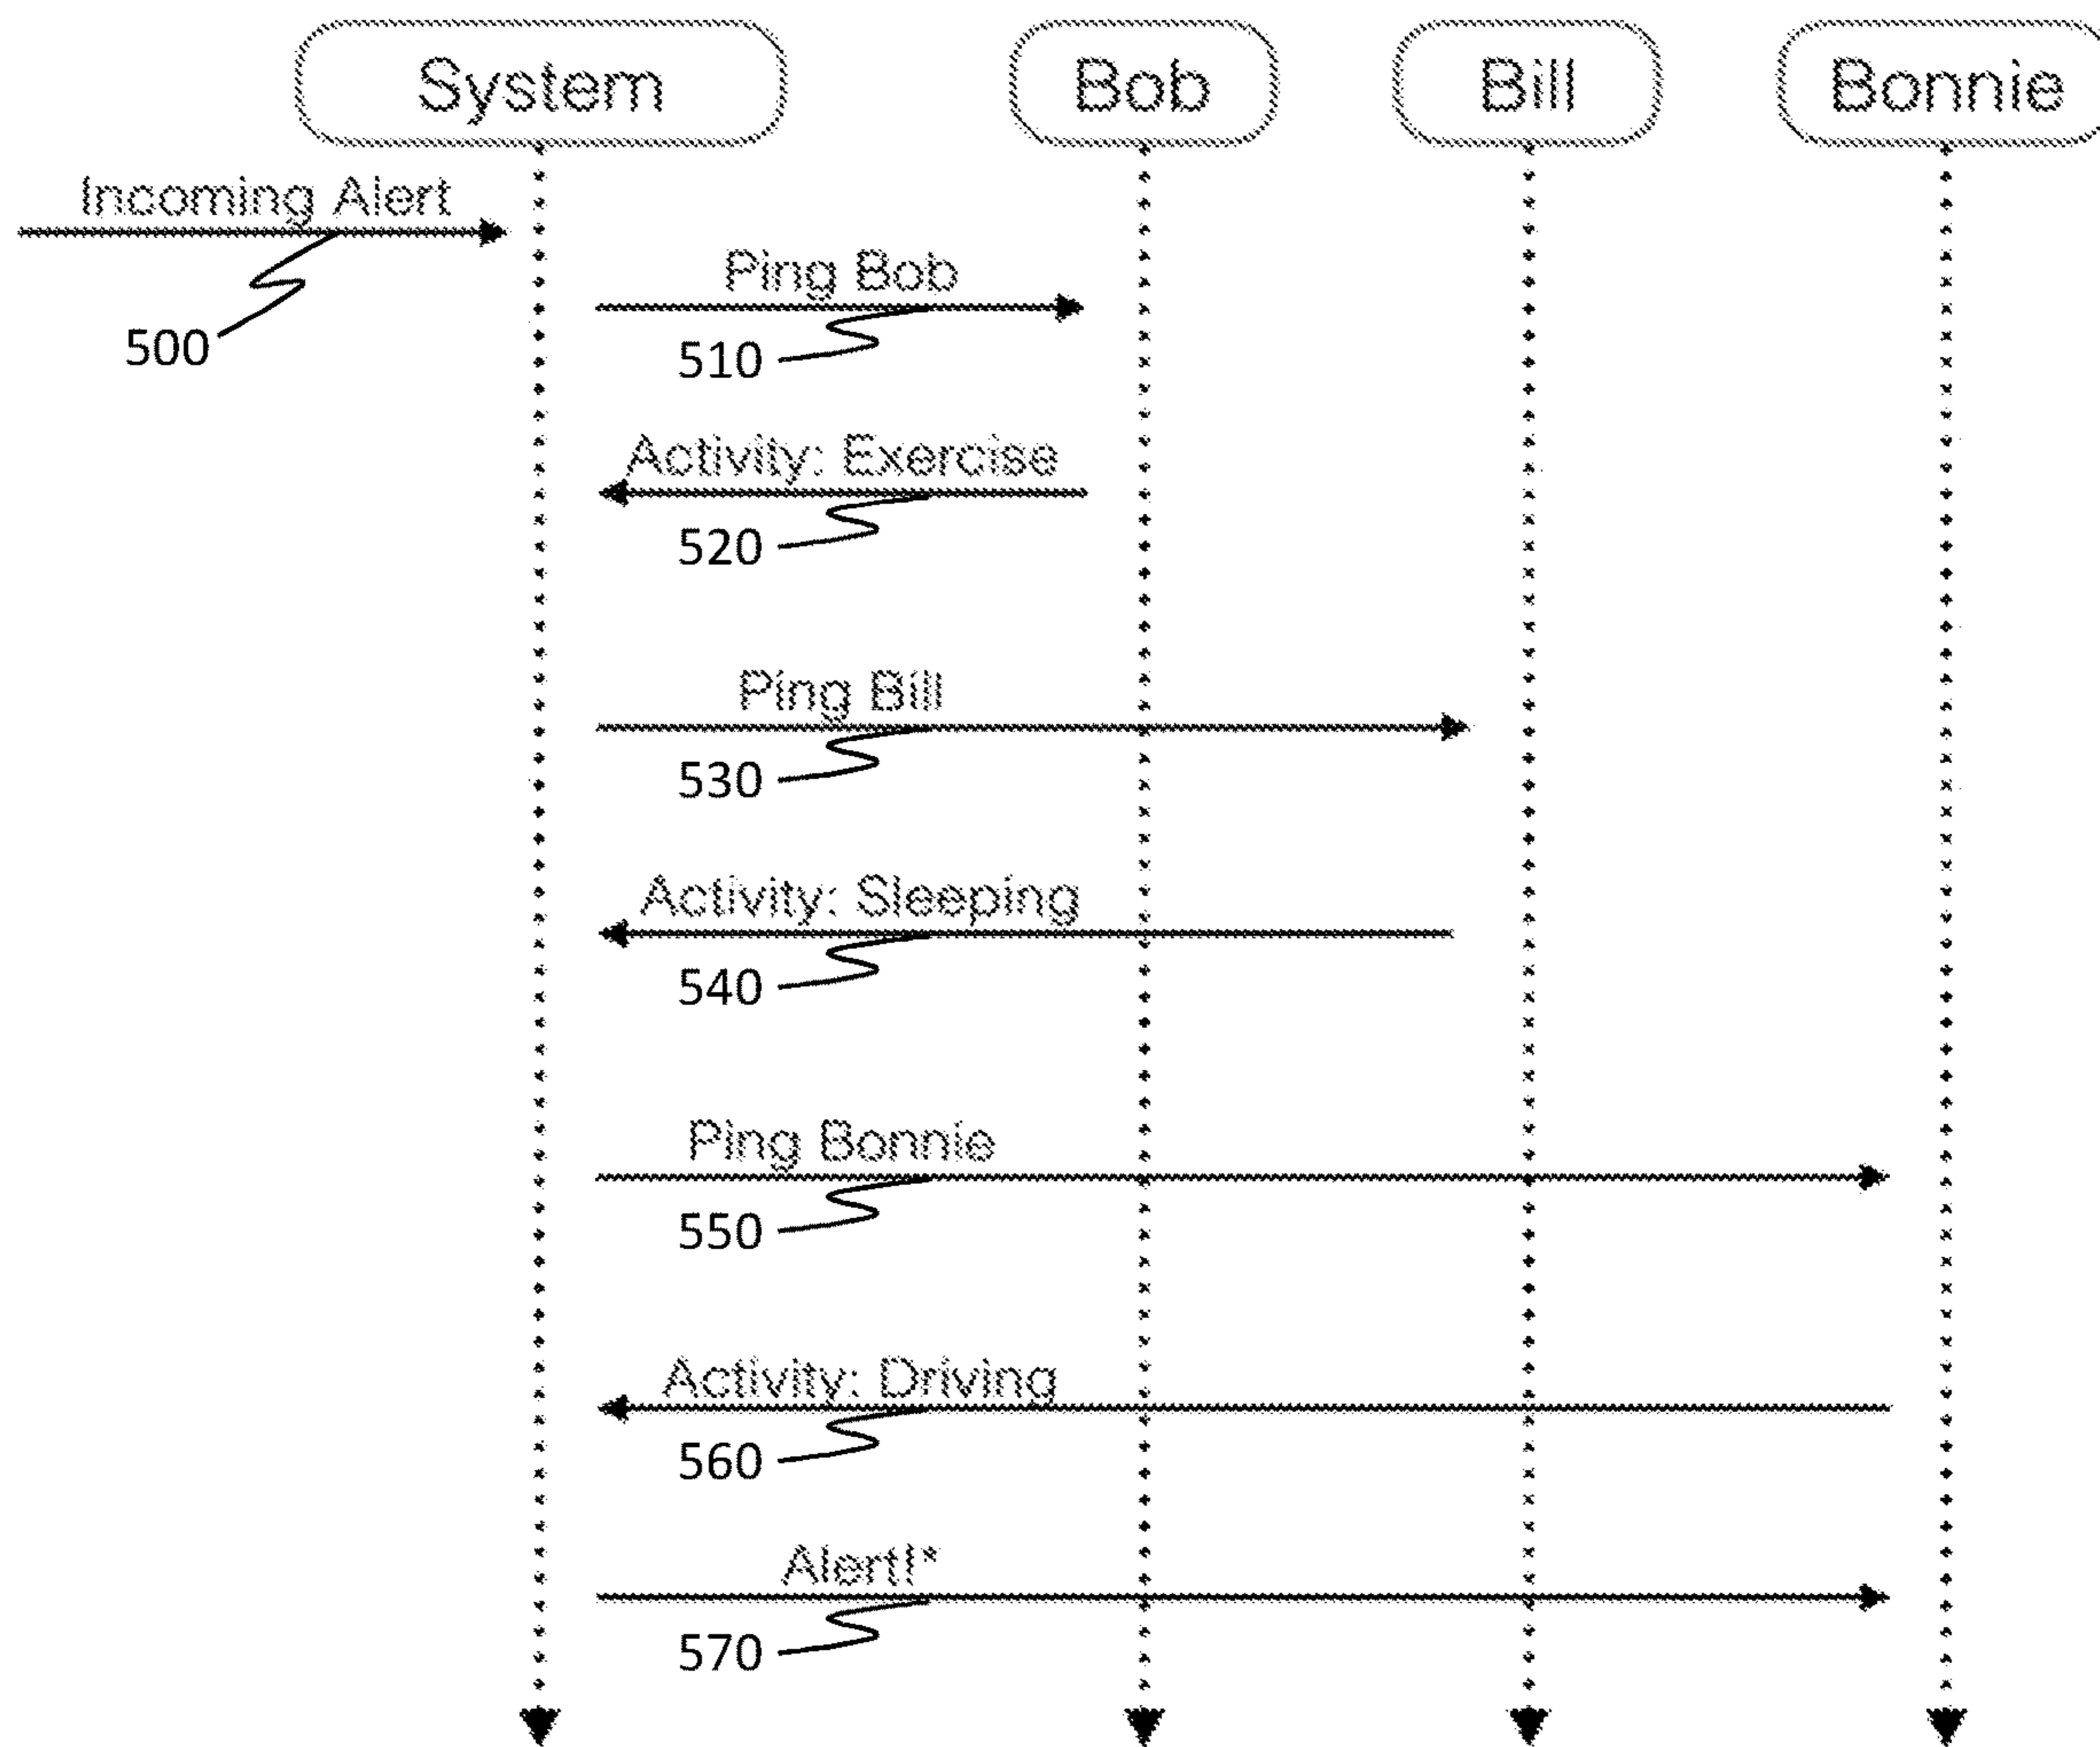 System Bob Bill Bonnie
Incoming Alert
500
Ping Bob
510
Activity: Exercise
520
Ping Bill
530
Activity: Sleeping
540
Ping Bonnie
550
Activity: Driving
560
Alert!*
570